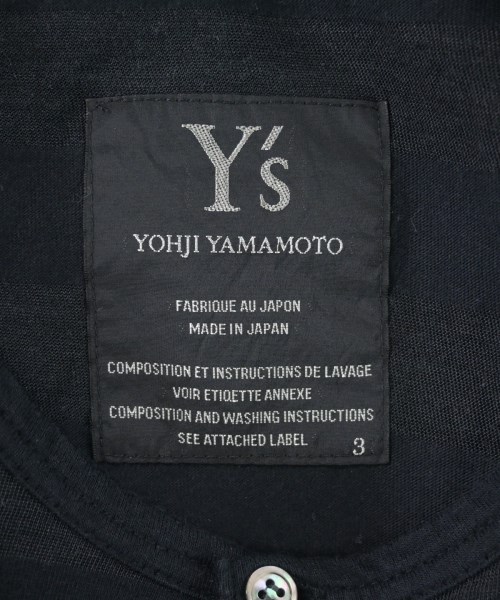 Y's
YOHJI YAMAMOTO
FABRIQUE AU JAPON
MADE IN JAPAN
COMPOSITION ET INSTRUCTIONS DE LAVAGE
VOIR ETIQETTE ANNEXE
COMPOSITION AND WASHING INSTRUCTIONS
SEE ATTACHED LABEL 3